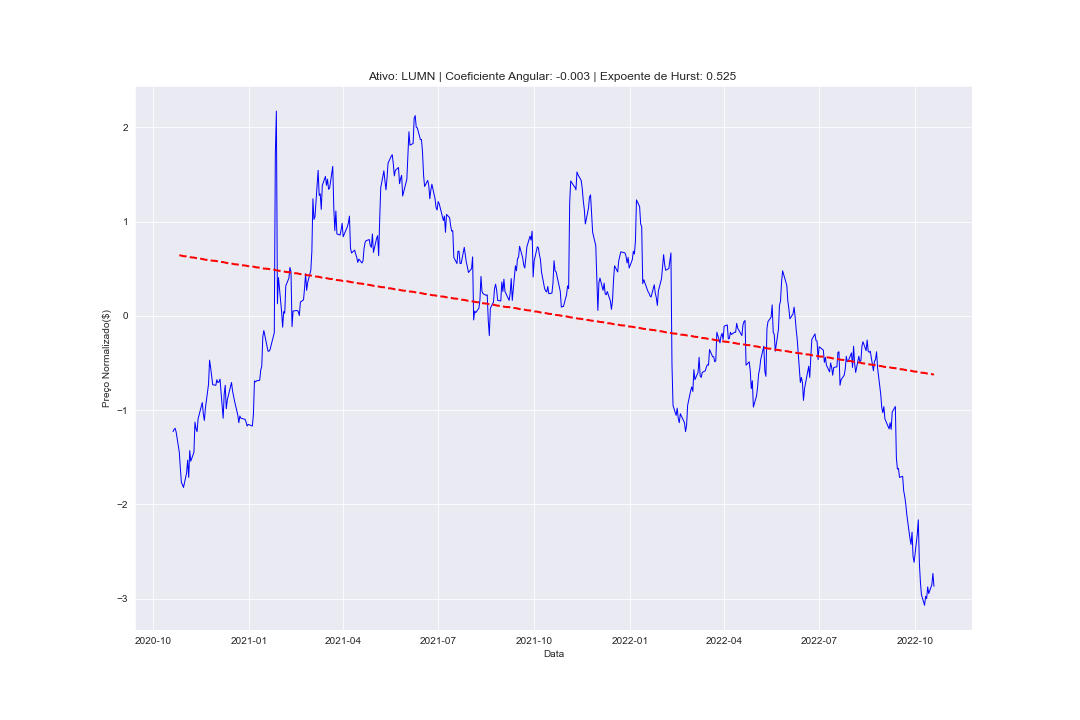 Ativo: LUMN | Coeficiente Angular: -0.003 | Expoente de Hurst: 0.525
Preço Normalizado($)
2
1
0
−1
−2
−3
2020-10 2021-01 2021-04 2021-07 2021-10 2022-01 2022-04 2022-07 2022-10
Data